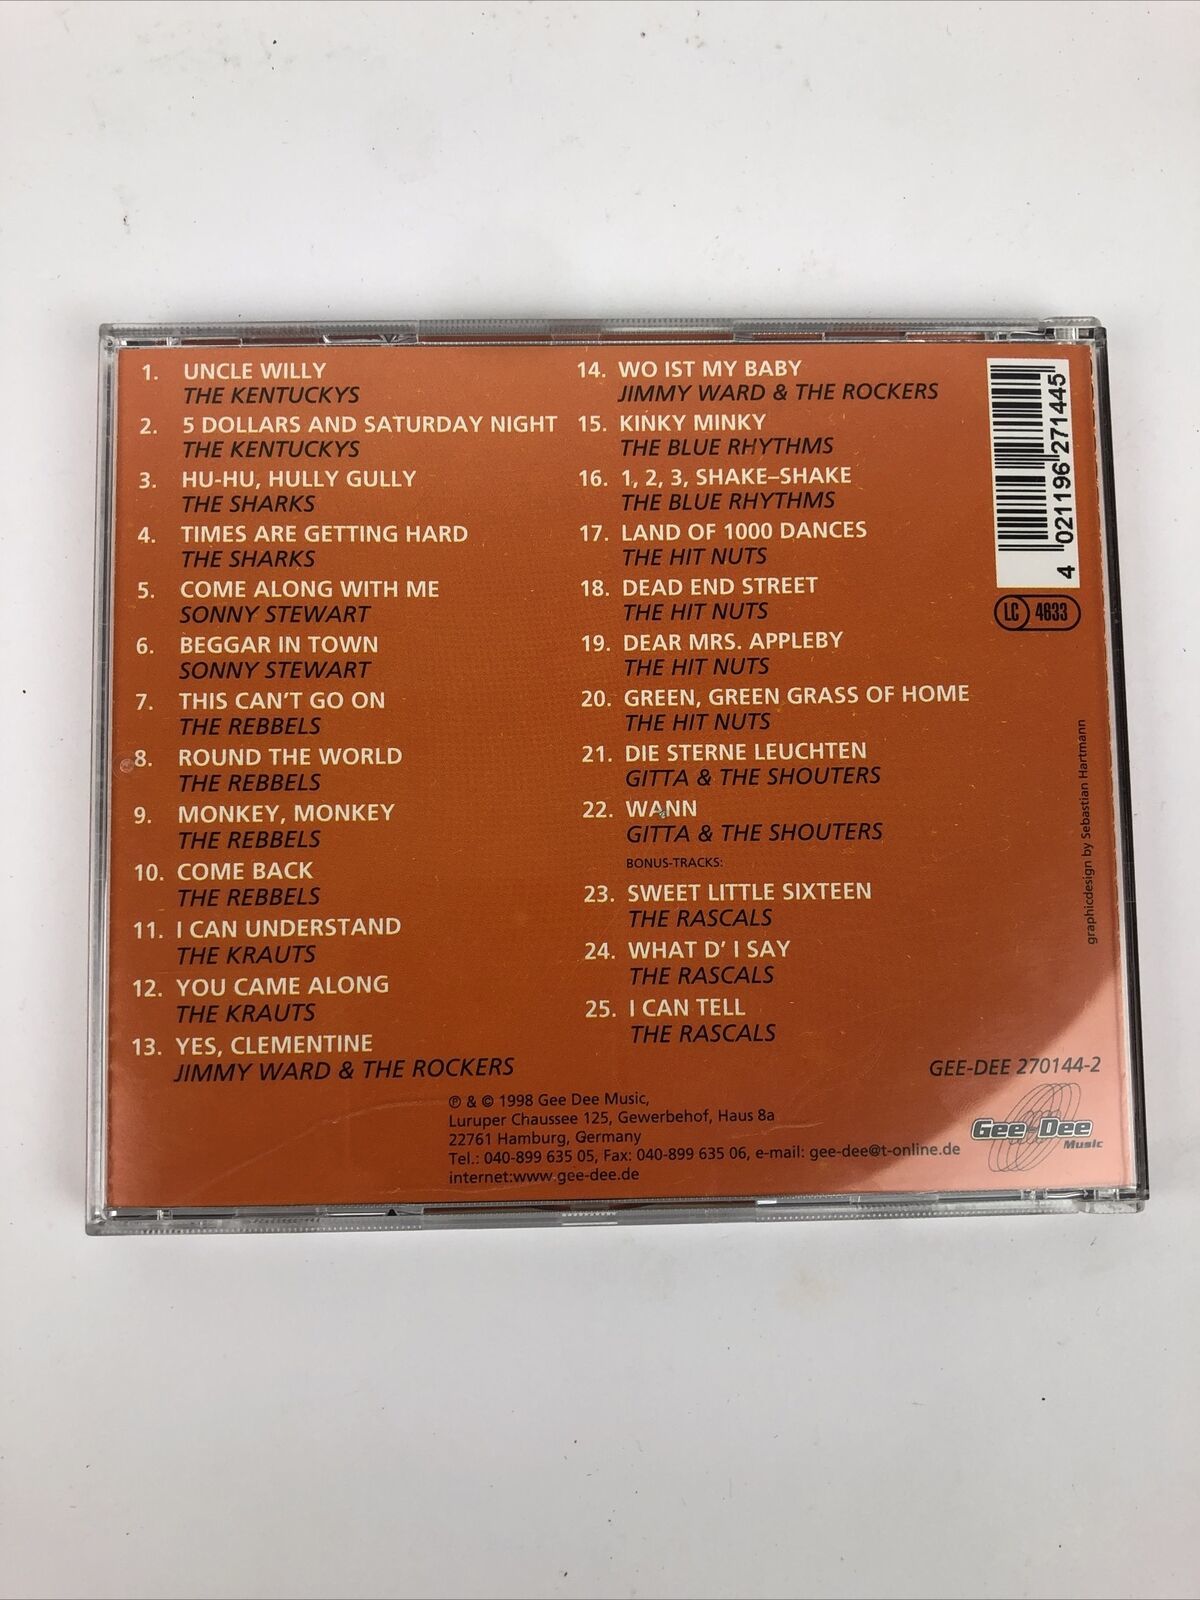 1. UNCLE WILLY
THE KENTUCKYS
2. 5 DOLLARS AND SATURDAY NIGHT
THE KENTUCKYS
3. HU-HU, HULLY GULLY
THE SHARKS
4. TIMES ARE GETTING HARD
THE SHARKS
5. COME ALONG WITH ME
SONNY STEWART
6. BEGGAR IN TOWN
SONNY STEWART
7. THIS CAN'T GO ON
THE REBBELS
8. ROUND THE WORLD
THE REBBELS
9. MONKEY, MONKEY
THE REBBELS
10. COME BACK
THE REBBELS
11. I CAN UNDERSTAND
THE KRAUTS
12. YOU CAME ALONG
THE KRAUTS
13. YES, CLEMENTINE
JIMMY WARD & THE ROCKERS
14. WO IST MY BABY
JIMMY WARD & THE ROCKERS
15. KINKY MINKY
THE BLUE RHYTHMS
16. 1, 2, 3, SHAKE–SHAKE
THE BLUE RHYTHMS
17. LAND OF 1000 DANCES
THE HIT NUTS
18. DEAD END STREET
THE HIT NUTS
19. DEAR MRS. APPLEBY
THE HIT NUTS
20. GREEN, GREEN GRASS OF HOME
THE HIT NUTS
21. DIE STERNE LEUCHTEN
GITTA & THE SHOUTERS
22. WANN
GITTA & THE SHOUTERS
BONUS-TRACKS:
23. SWEET LITTLE SIXTEEN
THE RASCALS
24. WHAT D' I SAY
THE RASCALS
25. I CAN TELL
THE RASCALS
4 021196 271445
LC 4833
graphicdesign by Sebastian Hartmann
GEE-DEE 270144-2
Gee-Dee
Music
℗ & © 1998 Gee Dee Music,
Luruper Chaussee 125, Gewerbehof, Haus 8a
22761 Hamburg, Germany
Tel.: 040-899 635 05, Fax: 040-899 635 06, e-mail: gee-dee@t-online.de
internet:www.gee-dee.de